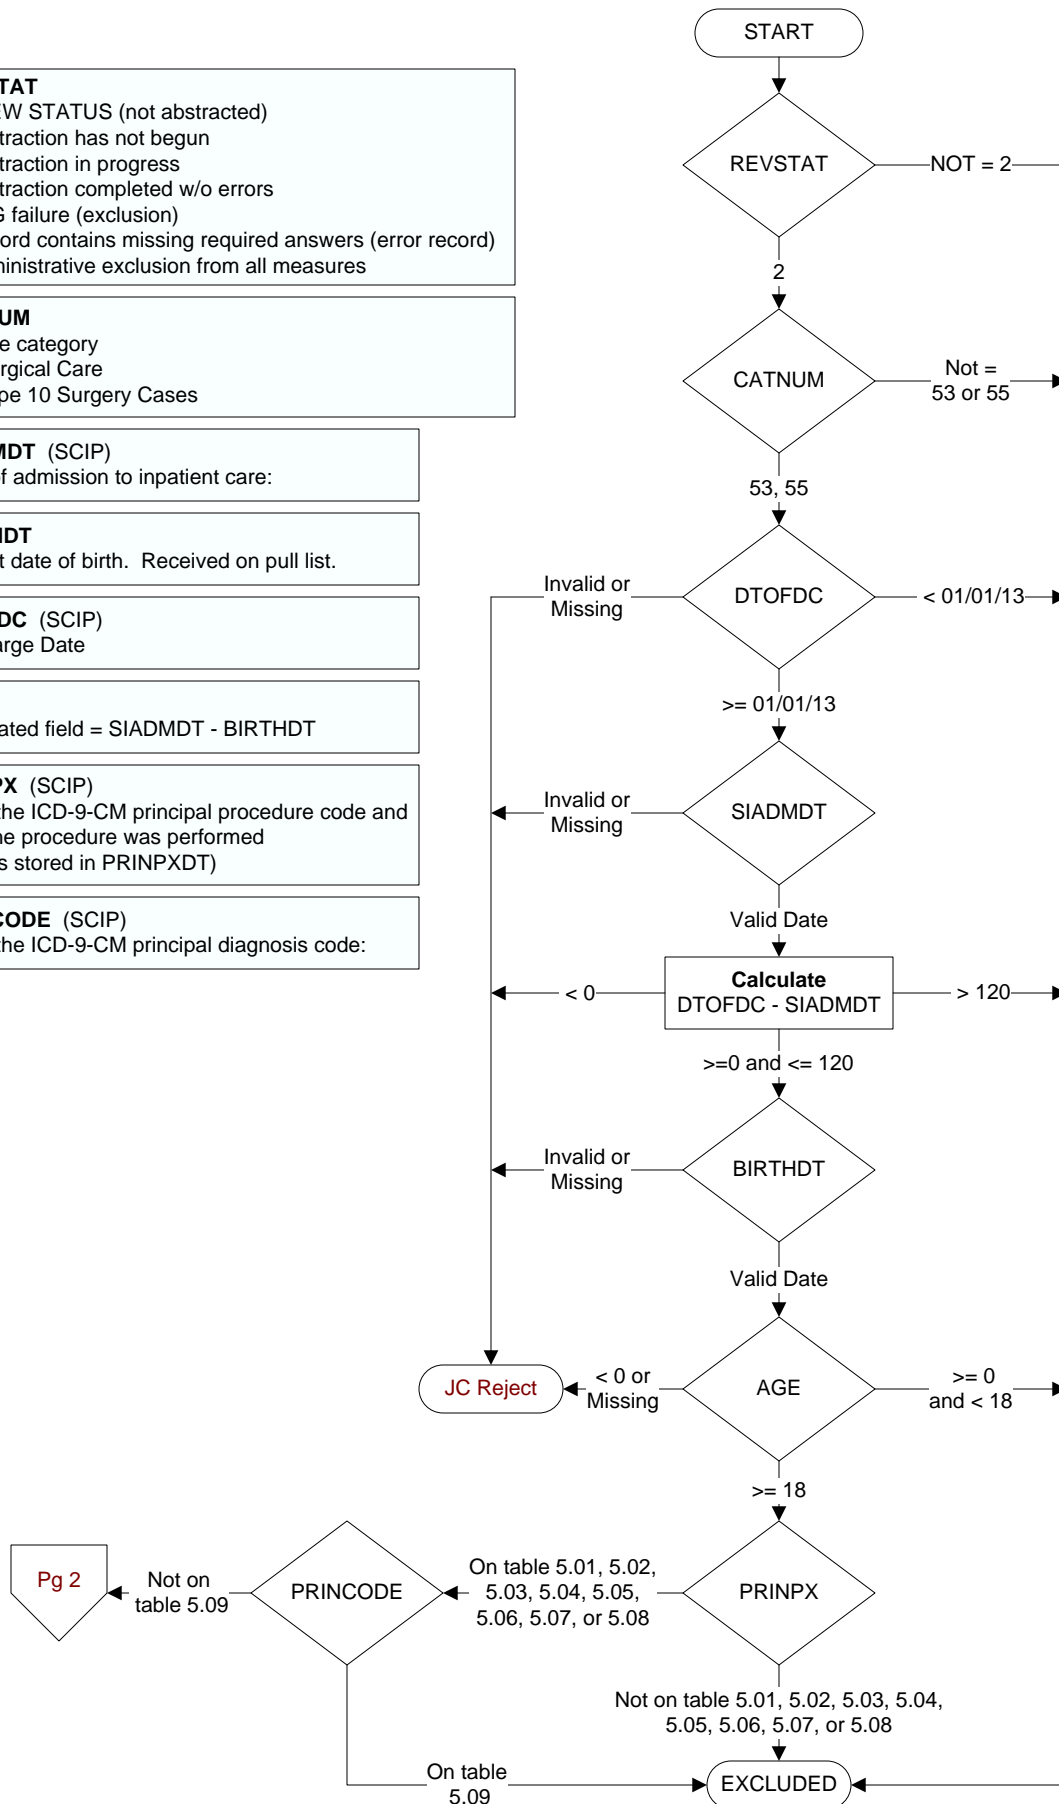 START
TAT
EW STATUS (not abstracted)
traction has not begun
traction in progress
traction completed w/o errors
G failure (exclusion)
ord contains missing required answers (error record)
ministrative exclusion from all measures
REVSTAT
NOT = 2
2
UM
e category
rgical Care
pe 10 Surgery Cases
CATNUM
Not =
53 or 55
53, 55
MDT (SCIP)
of admission to inpatient care:
HDT
t date of birth. Received on pull list.
Invalid or
Missing
DTOFDC
< 01/01/13
DC (SCIP)
arge Date
>= 01/01/13
ated field = SIADMDT - BIRTHDT
PX (SCIP)
the ICD-9-CM principal procedure code and
he procedure was performed
s stored in PRINPXDT)
Invalid or
Missing
SIADMDT
CODE (SCIP)
the ICD-9-CM principal diagnosis code:
Valid Date
< 0
Calculate
DTOFDC - SIADMDT
> 120
>=0 and <= 120
Invalid or
Missing
BIRTHDT
Valid Date
JC Reject
< 0 or
Missing
AGE
>= 0
and < 18
>= 18
Pg 2
Not on
table 5.09
PRINCODE
On table 5.01, 5.02,
5.03, 5.04, 5.05,
5.06, 5.07, or 5.08
PRINPX
Not on table 5.01, 5.02, 5.03, 5.04,
5.05, 5.06, 5.07, or 5.08
On table
5.09
EXCLUDED